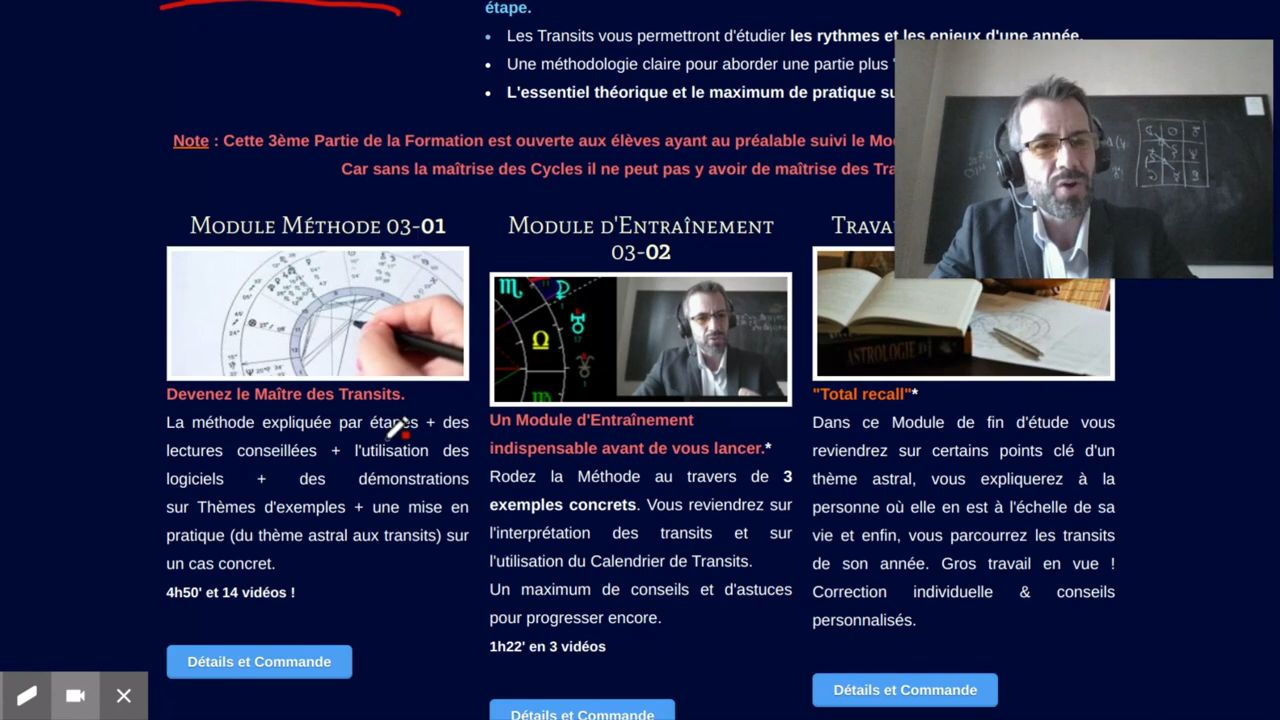 étape.
Les Transits vous permettront d'étudier les rythmes et les enjeux d'une année.
Une méthodologie claire pour aborder une partie plus
L'essentiel théorique et le maximum de pratique
Note : Cette 3ème Partie de la Formation est ouverte aux élèves ayant au préalable suivi le
Car sans la maîtrise des Cycles il ne peut pas y avoir de maîtrise des
Module Méthode 03-01
Devenez le Maître des Transits.
La méthode expliquée par étapes + des
lectures conseillées + l'utilisation des
logiciels + des démonstrations
sur Thèmes d'exemples + une mise en
pratique (du thème astral aux transits) sur
un cas concret.
4h50' et 14 vidéos !
Détails et Commande
Module d'Entraînement
03-02
Un Module d'Entraînement
indispensable avant de vous lancer.*
Rodez la Méthode au travers de 3
exemples concrets. Vous reviendrez sur
l'interprétation des transits et sur
l'utilisation du Calendrier de Transits.
Un maximum de conseils et d'astuces
pour progresser encore.
1h22' en 3 vidéos
Détails et Commande
ASTROLOGIE
"Total recall"*
Dans ce Module de fin d'étude vous
reviendrez sur certains points clé d'un
thème astral, vous expliquerez à la
personne où elle en est à l'échelle de sa
vie et enfin, vous parcourrez les transits
de son année. Gros travail en vue !
Correction individuelle & conseils
personnalisés.
Détails et Commande